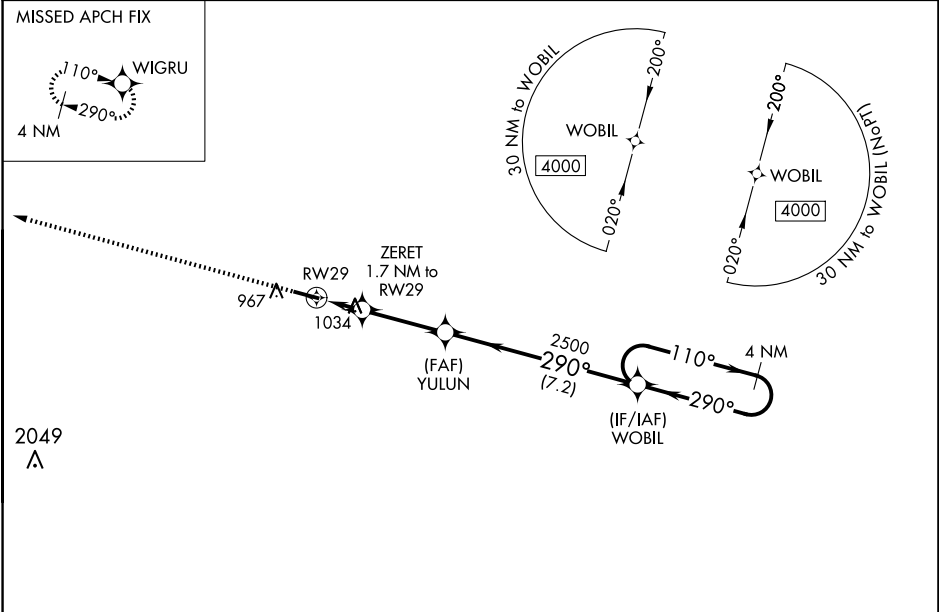 MISSED APCH FIX
110°
WIGRU
290°
4 NM
30 NM to WOBIL
200°
WOBIL
4000
020°
200°
WOBIL
4000
020°
30 NM to WOBIL (NoPT)
ZERET
1.7 NM to
RW29
RW29
967
1034
(FAF)
YULUN
2500
290°
(7.2)
110°
4 NM
290°
(IF/IAF)
WOBIL
2049